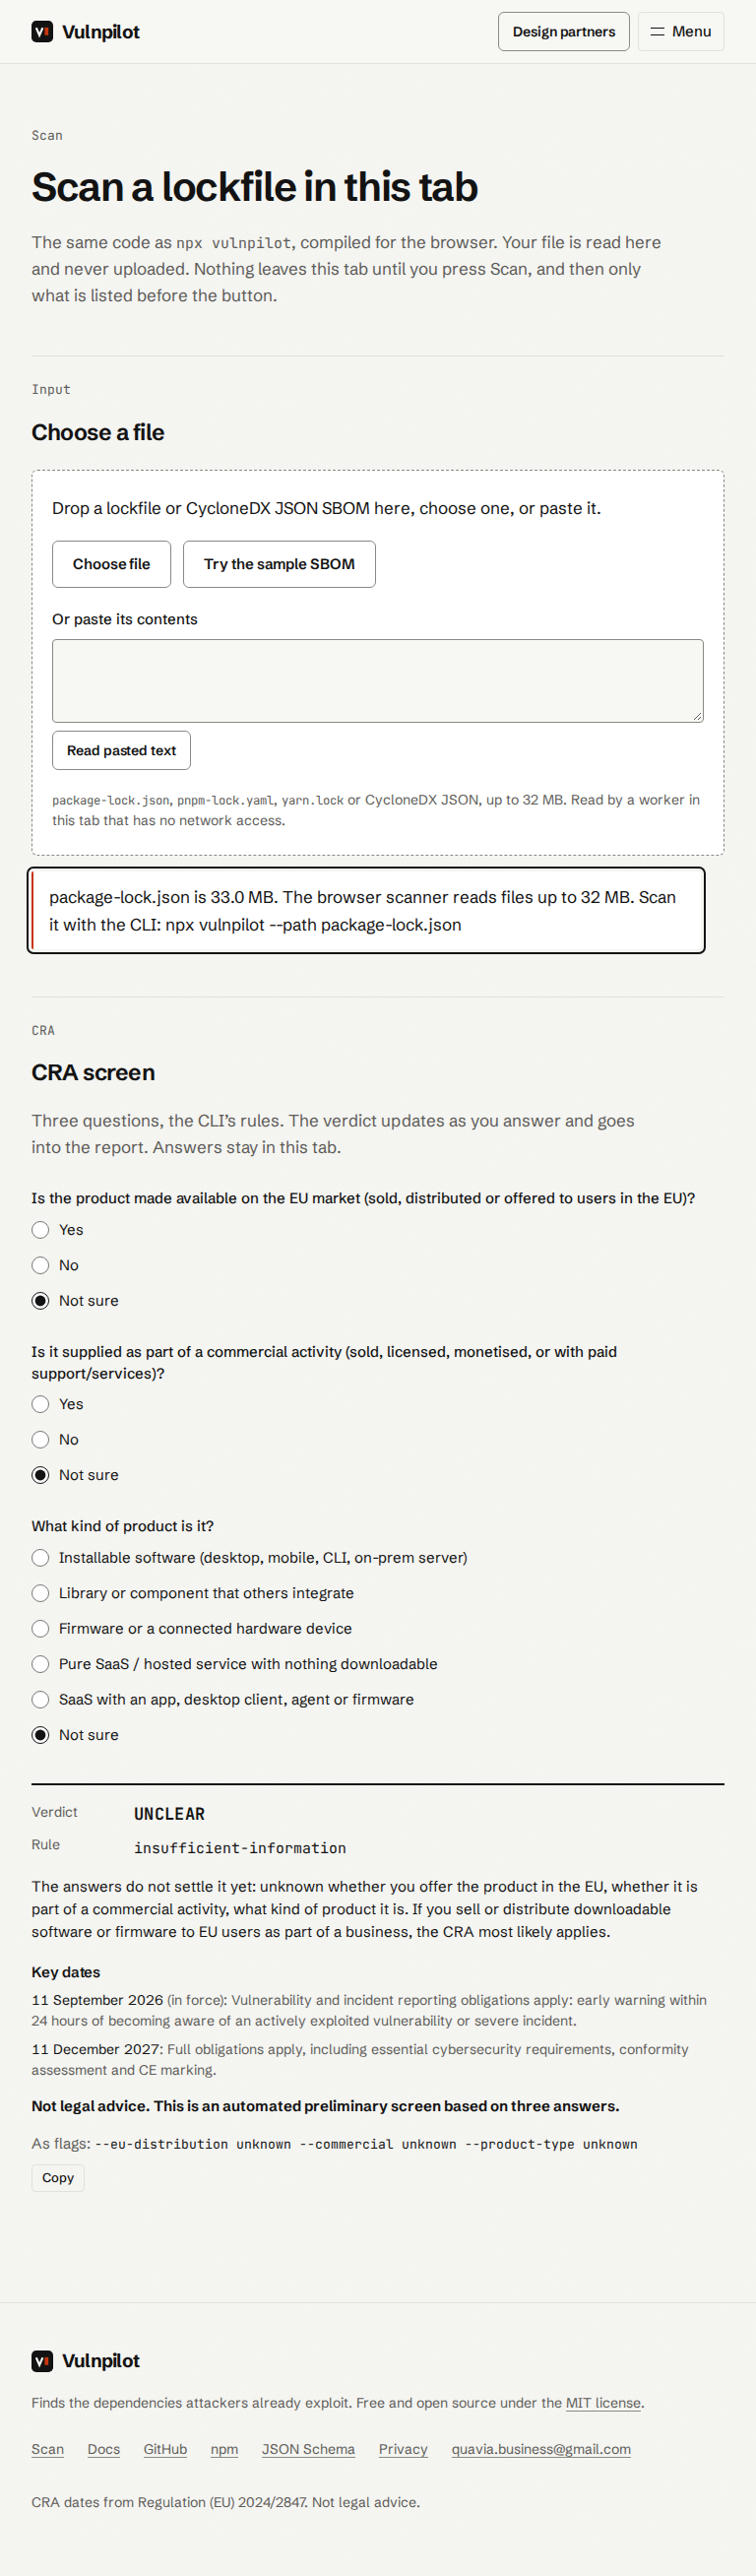 Vulnpilot
Design partners
Menu
Scan
Scan a lockfile in this tab
The same code as npx vulnpilot, compiled for the browser. Your file is read here
and never uploaded. Nothing leaves this tab until you press Scan, and then only
what is listed before the button.
Input
Choose a file
Drop a lockfile or CycloneDX JSON SBOM here, choose one, or paste it.
Choose file
Try the sample SBOM
Or paste its contents
Read pasted text
package-lock.json, pnpm-lock.yaml, yarn.lock or CycloneDX JSON, up to 32 MB. Read by a worker in
this tab that has no network access.
package-lock.json is 33.0 MB. The browser scanner reads files up to 32 MB. Scan
it with the CLI: npx vulnpilot --path package-lock.json
CRA
CRA screen
Three questions, the CLI’s rules. The verdict updates as you answer and goes
into the report. Answers stay in this tab.
Is the product made available on the EU market (sold, distributed or offered to users in the EU)?
Yes
No
Not sure
Is it supplied as part of a commercial activity (sold, licensed, monetised, or with paid
support/services)?
Yes
No
Not sure
What kind of product is it?
Installable software (desktop, mobile, CLI, on-prem server)
Library or component that others integrate
Firmware or a connected hardware device
Pure SaaS / hosted service with nothing downloadable
SaaS with an app, desktop client, agent or firmware
Not sure
Verdict UNCLEAR
Rule insufficient-information
The answers do not settle it yet: unknown whether you offer the product in the EU, whether it is
part of a commercial activity, what kind of product it is. If you sell or distribute downloadable
software or firmware to EU users as part of a business, the CRA most likely applies.
Key dates
11 September 2026 (in force): Vulnerability and incident reporting obligations apply: early warning within
24 hours of becoming aware of an actively exploited vulnerability or severe incident.
11 December 2027: Full obligations apply, including essential cybersecurity requirements, conformity
assessment and CE marking.
Not legal advice. This is an automated preliminary screen based on three answers.
As flags: --eu-distribution unknown --commercial unknown --product-type unknown
Copy
Vulnpilot
Finds the dependencies attackers already exploit. Free and open source under the MIT license.
Scan Docs GitHub npm JSON Schema Privacy quavia.business@gmail.com
CRA dates from Regulation (EU) 2024/2847. Not legal advice.